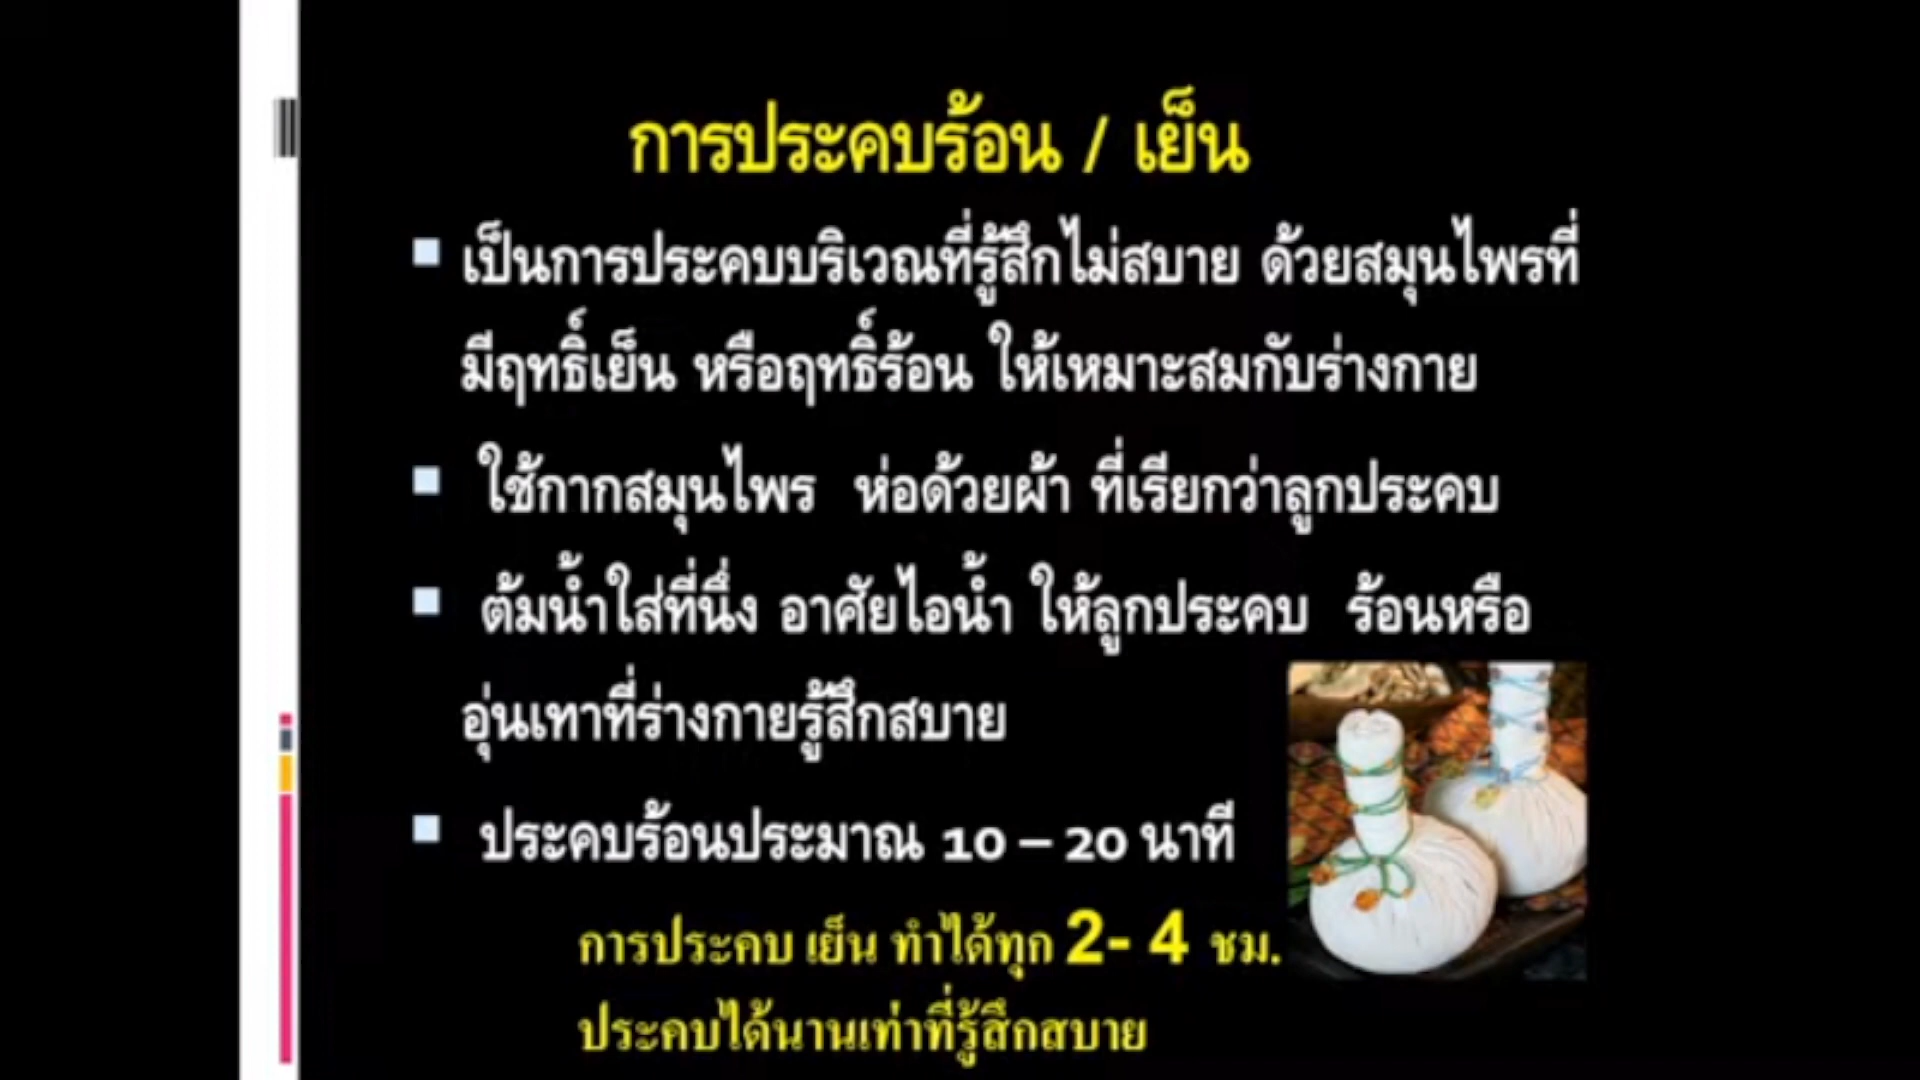 การประคบร้อน / เย็น
เป็นการประคบบริเวณที่รู้สึกไม่สบาย ด้วยสมุนไพรที่
มีฤทธิ์เย็น หรือฤทธิ์ร้อน ให้เหมาะสมกับร่างกาย
ใช้กากสมุนไพร ห่อด้วยผ้า ที่เรียกว่าลูกประคบ
ต้มน้ำใส่ที่นึ่ง อาศัยไอน้ำ ให้ลูกประคบ ร้อนหรือ
อุ่นเทาที่ร่างกายรู้สึกสบาย
ประคบร้อนประมาณ 10 – 20 นาที
การประคบ เย็น ทำได้ทุก 2- 4 ชม.
ประคบได้นานเท่าที่รู้สึกสบาย